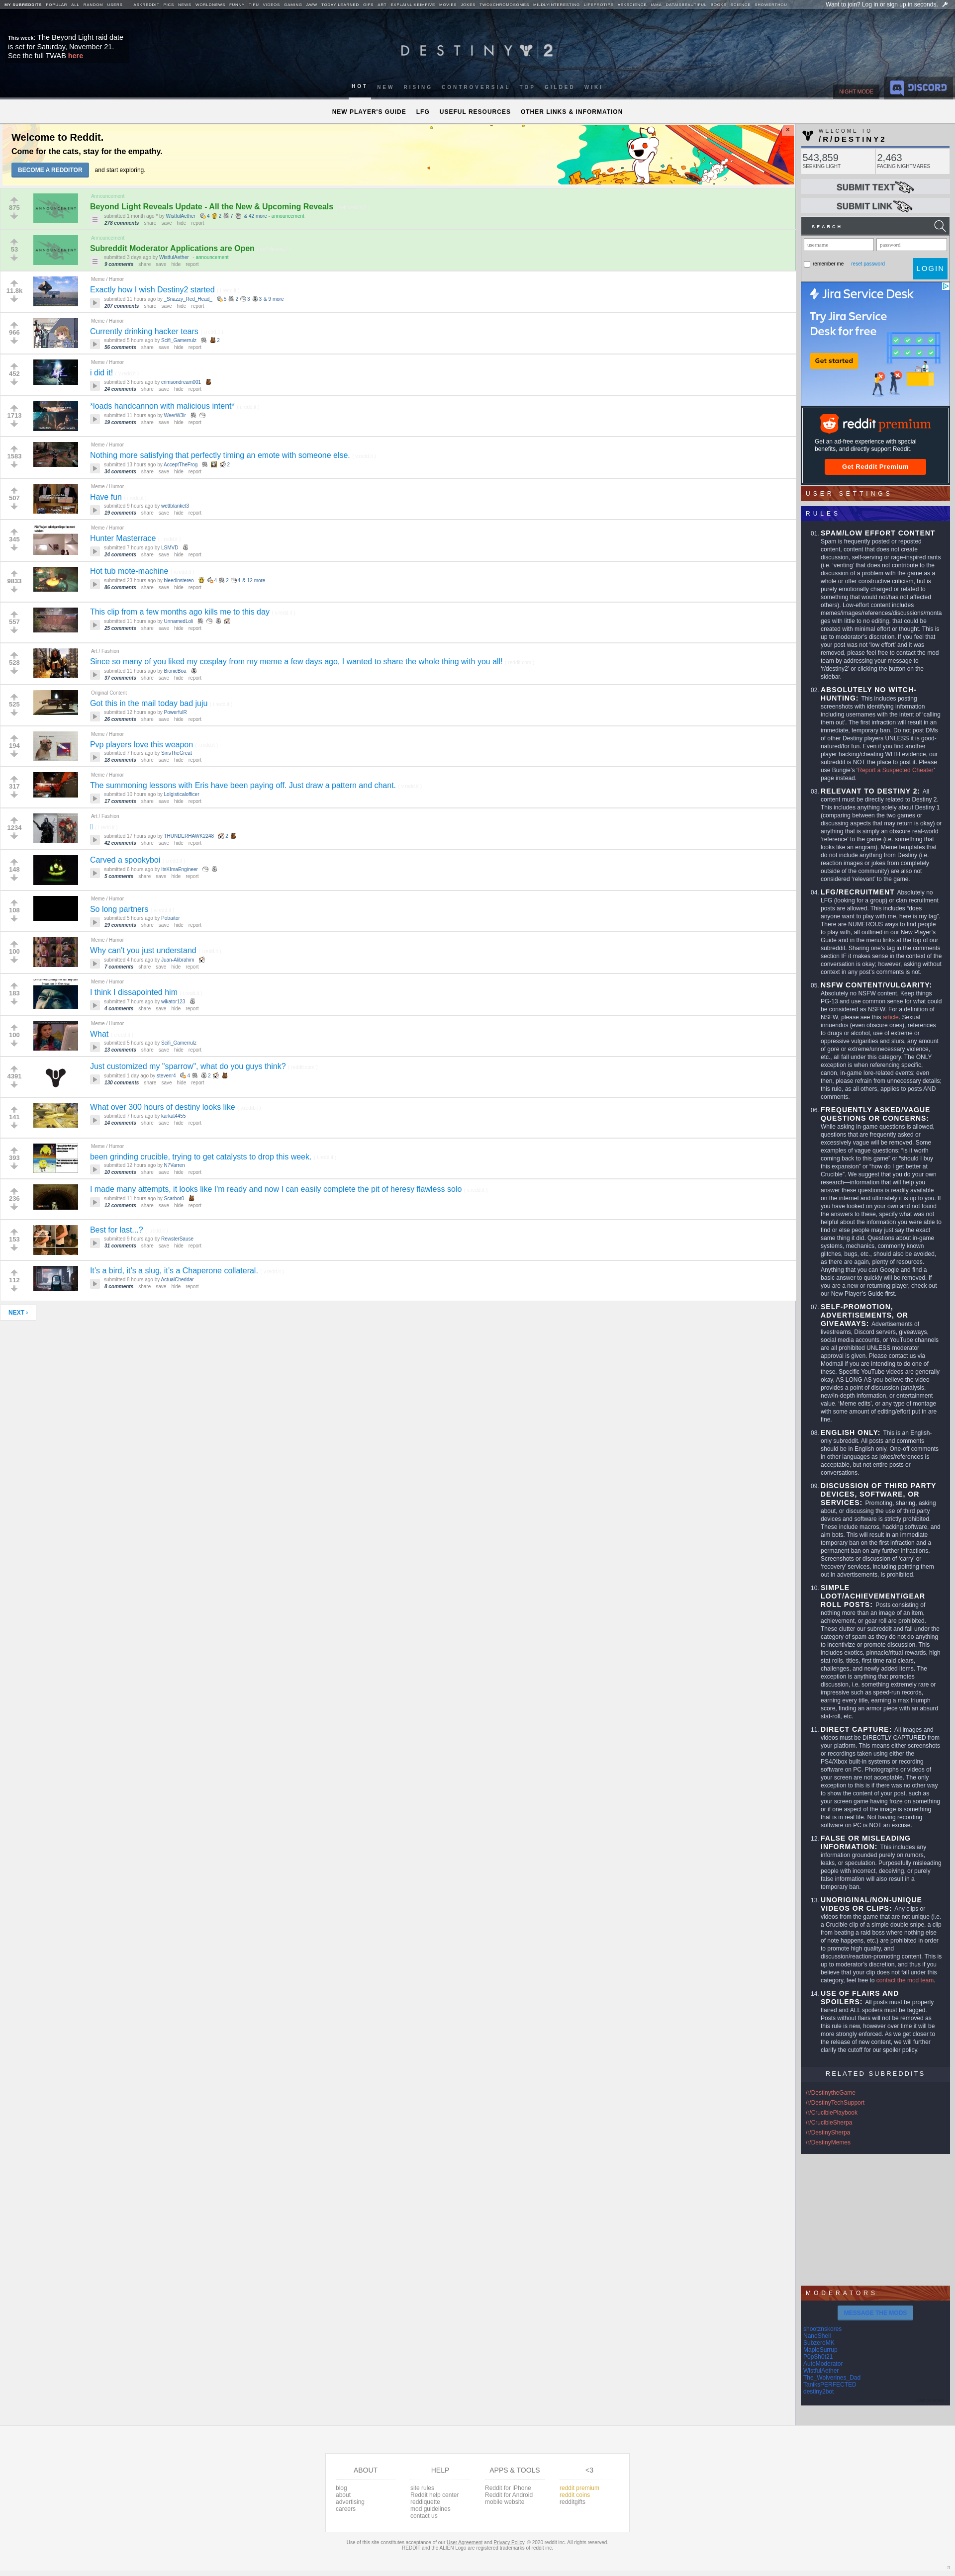 MY SUBREDDITS POPULAR ALL RANDOM USERS ASKREDDIT PICS NEWS WORLDNEWS FUNNY TIFU VIDEOS GAMING AWW TODAYILEARNED GIFS ART EXPLAINLIKEIMFIVE MOVIES JOKES TWOXCHROMOSOMES MILDLYINTERESTING LIFEPROTIPS ASKSCIENCE IAMA DATAISBEAUTIFUL BOOKS SCIENCE
Want to join? Log in or sign up in seconds.
This week: The Beyond Light raid date
is set for Saturday, November 21.
See the full TWAB here
DESTINY 2
HOT NEW RISING CONTROVERSIAL TOP GILDED WIKI
NIGHT MODE
DISCORD
NEW PLAYER'S GUIDE LFG USEFUL RESOURCES OTHER LINKS & INFORMATION
Welcome to Reddit.
Come for the cats, stay for the empathy.
BECOME A REDDITOR and start exploring.
Announcement
875
Beyond Light Reveals Update - All the New & Upcoming Reveals
submitted 1 month ago * by WistfulAether 4 2 7 & 42 more - announcement
278 comments share save hide report
Announcement
53
Subreddit Moderator Applications are Open
submitted 3 days ago by WistfulAether - announcement
9 comments share save hide report
Meme / Humor
11.8k
Exactly how I wish Destiny2 started
submitted 11 hours ago by _Snazzy_Red_Head_ 5 2 3 3 & 9 more
207 comments share save hide report
Meme / Humor
966
Currently drinking hacker tears
submitted 5 hours ago by Scifi_Gamerrulz 2
56 comments share save hide report
Meme / Humor
452
i did it!
submitted 3 hours ago by crimsondream001
24 comments share save hide report
1713
*loads handcannon with malicious intent*
submitted 11 hours ago by WeerW3ir
19 comments share save hide report
Meme / Humor
1583
Nothing more satisfying that perfectly timing an emote with someone else.
submitted 13 hours ago by AcceptTheFrog 2
34 comments share save hide report
Meme / Humor
507
Have fun
submitted 9 hours ago by wettblanket3
19 comments share save hide report
Meme / Humor
345
Hunter Masterrace
submitted 7 hours ago by LSMVD
24 comments share save hide report
9833
Hot tub mote-machine
submitted 23 hours ago by bleedinstereo 4 2 4 & 12 more
86 comments share save hide report
557
This clip from a few months ago kills me to this day
submitted 11 hours ago by UnnamedLoli
25 comments share save hide report
Art / Fashion
528
Since so many of you liked my cosplay from my meme a few days ago, I wanted to share the whole thing with you all!
submitted 11 hours ago by BionicBoa
37 comments share save hide report
Original Content
525
Got this in the mail today bad juju
submitted 12 hours ago by PowerfulR
26 comments share save hide report
Meme / Humor
194
Pvp players love this weapon
submitted 7 hours ago by SirisTheGreat
18 comments share save hide report
Meme / Humor
317
The summoning lessons with Eris have been paying off. Just draw a pattern and chant.
submitted 10 hours ago by Lolgisticalofficer
17 comments share save hide report
Art / Fashion
1234
submitted 17 hours ago by THUNDERHAWK2248 2
42 comments share save hide report
148
Carved a spookyboi
submitted 6 hours ago by ItsKImaEngineer
5 comments share save hide report
Meme / Humor
108
So long partners
submitted 5 hours ago by Potraitor
19 comments share save hide report
Meme / Humor
100
Why can't you just understand
submitted 4 hours ago by Juan-Alibrahim
7 comments share save hide report
Meme / Humor
183
I think I dissapointed him
submitted 7 hours ago by wikator123
4 comments share save hide report
Meme / Humor
100
What
submitted 5 hours ago by Scifi_Gamerrulz
13 comments share save hide report
4391
Just customized my "sparrow", what do you guys think?
submitted 1 day ago by stevenr4 4 2
130 comments share save hide report
141
What over 300 hours of destiny looks like
submitted 7 hours ago by karkat4455
14 comments share save hide report
Meme / Humor
393
been grinding crucible, trying to get catalysts to drop this week.
submitted 12 hours ago by N7Varren
10 comments share save hide report
236
I made many attempts, it looks like I'm ready and now I can easily complete the pit of heresy flawless solo
submitted 11 hours ago by Scarbor0
12 comments share save hide report
153
Best for last...?
submitted 9 hours ago by RewsterSause
31 comments share save hide report
112
It's a bird, it's a slug, it's a Chaperone collateral.
submitted 8 hours ago by ActualCheddar
8 comments share save hide report
NEXT ›
WELCOME TO
/R/DESTINY2
543,859 2,463
SEEKING LIGHT FACING NIGHTMARES
SUBMIT TEXT
SUBMIT LINK
SEARCH
username password
remember me reset password LOGIN
Jira Service Desk
Try Jira Service
Desk for free
Get started
reddit premium
Get an ad-free experience with special
benefits, and directly support Reddit.
Get Reddit Premium
USER SETTINGS
RULES
01. SPAM/LOW EFFORT CONTENT
Spam is frequently posted or reposted
content, content that does not create
discussion, self-serving or rage-inspired rants
(i.e. 'venting' that does not contribute to the
discussion of a problem with the game as a
whole or offer constructive criticism, but is
purely emotionally charged or related to
something that would not/has not affected
others). Low-effort content includes
memes/images/references/discussions/monta
ges with little to no editing. that could be
created with minimal effort or thought. This is
up to moderator's discretion. If you feel that
your post was not 'low effort' and it was
removed, please feel free to contact the mod
team by addressing your message to
'r/destiny2' or clicking the button on the
sidebar.
02. ABSOLUTELY NO WITCH-
HUNTING: This includes posting
screenshots with identifying information
including usernames with the intent of 'calling
them out'. The first infraction will result in an
immediate, temporary ban. Do not post DMs
of other Destiny players UNLESS it is good-
natured/for fun. Even if you find another
player hacking/cheating WITH evidence, our
subreddit is NOT the place to post it. Please
use Bungie's "Report a Suspected Cheater"
page instead.
03. RELEVANT TO DESTINY 2: All
content must be directly related to Destiny 2.
This includes anything solely about Destiny 1
(comparing between the two games or
discussing aspects that may return is okay) or
anything that is simply an obscure real-world
'reference' to the game (i.e. something that
looks like an engram). Meme templates that
do not include anything from Destiny (i.e.
reaction images or jokes from completely
outside of the community) are also not
considered 'relevant' to the game.
04. LFG/RECRUITMENT Absolutely no
LFG (looking for a group) or clan recruitment
posts are allowed. This includes "does
anyone want to play with me, here is my tag".
There are NUMEROUS ways to find people
to play with, all outlined in our New Player's
Guide and in the menu links at the top of our
subreddit. Sharing one's tag in the comments
section IF it makes sense in the context of the
conversation is okay; however, asking without
context in any post's comments is not.
05. NSFW CONTENT/VULGARITY:
Absolutely no NSFW content. Keep things
PG-13 and use common sense for what could
be considered as NSFW. For a definition of
NSFW, please see this article. Sexual
innuendos (even obscure ones), references
to drugs or alcohol, use of extreme or
oppressive vulgarities and slurs, any amount
of gore or extreme/unnecessary violence,
etc., all fall under this category. The ONLY
exception is when referencing specific,
canon, in-game lore-related events; even
then, please refrain from unnecessary details;
this rule, as all others, applies to posts AND
comments.
06. FREQUENTLY ASKED/VAGUE
QUESTIONS OR CONCERNS:
While asking in-game questions is allowed,
questions that are frequently asked or
excessively vague will be removed. Some
examples of vague questions: "is it worth
coming back to this game" or "should I buy
this expansion" or "how do I get better at
Crucible". We suggest that you do your own
research—information that will help you
answer these questions is readily available
on the internet and ultimately it is up to you. If
you have looked on your own and not found
the answers to these, specify what was not
helpful about the information you were able to
find or else people may just say the exact
same thing it did. Questions about in-game
systems, mechanics, commonly known
glitches, bugs, etc., should also be avoided,
as there are again, plenty of resources.
Anything that you can Google and find a
basic answer to quickly will be removed. If
you are a new or returning player, check out
our New Player's Guide first.
07. SELF-PROMOTION,
ADVERTISEMENTS, OR
GIVEAWAYS: Advertisements of
livestreams, Discord servers, giveaways,
social media accounts, or YouTube channels
are all prohibited UNLESS moderator
approval is given. Please contact us via
Modmail if you are intending to do one of
these. Specific YouTube videos are generally
okay, AS LONG AS you believe the video
provides a point of discussion (analysis,
new/in-depth information, or entertainment
value. 'Meme edits', or any type of montage
with some amount of editing/effort put in are
fine.
08. ENGLISH ONLY: This is an English-
only subreddit. All posts and comments
should be in English only. One-off comments
in other languages as jokes/references is
acceptable, but not entire posts or
conversations.
09. DISCUSSION OF THIRD PARTY
DEVICES, SOFTWARE, OR
SERVICES: Promoting, sharing, asking
about, or discussing the use of third party
devices and software is strictly prohibited.
These include macros, hacking software, and
aim bots. This will result in an immediate
temporary ban on the first infraction and a
permanent ban on any further infractions.
Screenshots or discussion of 'carry' or
'recovery' services, including pointing them
out in advertisements, is prohibited.
10. SIMPLE
LOOT/ACHIEVEMENT/GEAR
ROLL POSTS: Posts consisting of
nothing more than an image of an item,
achievement, or gear roll are prohibited.
These clutter our subreddit and fall under the
category of spam as they do not do anything
to incentivize or promote discussion. This
includes exotics, pinnacle/ritual rewards, high
stat rolls, titles, first time raid clears,
challenges, and newly added items. The
exception is anything that promotes
discussion, i.e. something extremely rare or
impressive such as speed-run records,
earning every title, earning a max triumph
score, finding an armor piece with an absurd
stat-roll, etc.
11. DIRECT CAPTURE: All images and
videos must be DIRECTLY CAPTURED from
your platform. This means either screenshots
or recordings taken using either the
PS4/Xbox built-in systems or recording
software on PC. Photographs or videos of
your screen are not acceptable. The only
exception to this is if there was no other way
to show the content of your post, such as
your screen game having froze on something
or if one aspect of the image is something
that is in real life. Not having recording
software on PC is NOT an excuse.
12. FALSE OR MISLEADING
INFORMATION: This includes any
information grounded purely on rumors,
leaks, or speculation. Purposefully misleading
people with incorrect, deceiving, or purely
false information will also result in a
temporary ban.
13. UNORIGINAL/NON-UNIQUE
VIDEOS OR CLIPS: Any clips or
videos from the game that are not unique (i.e.
a Crucible clip of a simple double snipe, a clip
from beating a raid boss where nothing else
of note happens, etc.) are prohibited in order
to promote high quality, and
discussion/reaction-promoting content. This is
up to moderator's discretion, and thus if you
believe that your clip does not fall under this
category, feel free to contact the mod team.
14. USE OF FLAIRS AND
SPOILERS: All posts must be properly
flaired and ALL spoilers must be tagged.
Posts without flairs will not be removed as
this rule is new, however over time it will be
more strongly enforced. As we get closer to
the release of new content, we will further
clarify the cutoff for our spoiler policy.
RELATED SUBREDDITS
/r/DestinytheGame
/r/DestinyTechSupport
/r/CruciblePlaybook
/r/CrucibleSherpa
/r/DestinySherpa
/r/DestinyMemes
MODERATORS
MESSAGE THE MODS
NanoShell
SubzeroMK
MapleSurrup
P0pSh0t21
AutoModerator
WistfulAether
The_Wolverines_Dad
TaniksPERFECTED
destiny2bot
ABOUT HELP APPS & TOOLS <3
blog site rules Reddit for iPhone reddit premium
about Reddit help center Reddit for Android reddit coins
advertising reddiquette mobile website redditgifts
careers mod guidelines
contact us
Use of this site constitutes acceptance of our User Agreement and Privacy Policy. © 2020 reddit inc. All rights reserved.
REDDIT and the ALIEN Logo are registered trademarks of reddit inc.
π